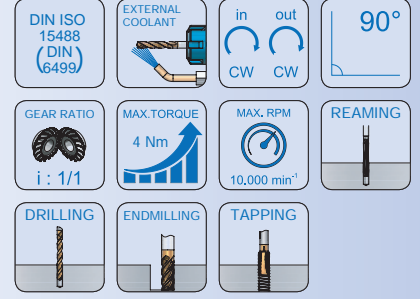 DIN ISO
15488
(DIN
6499)
EXTERNAL
COOLANT
in out
CW CW
90°
GEAR RATIO
i : 1/1
MAX.TORQUE
4 Nm
MAX. RPM
10.000 min⁻¹
REAMING
DRILLING
ENDMILLING
TAPPING